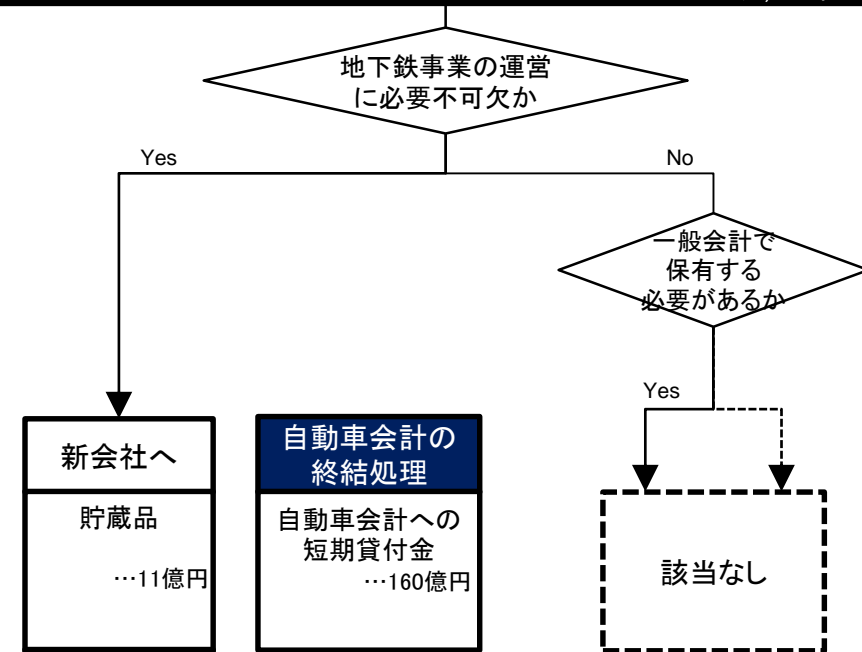 地下鉄事業の運営
に必要不可欠か
Yes
No
一般会計で
保有する
必要があるか
Yes
新会社へ
貯蔵品
…11億円
自動車会計の
終結処理
自動車会計への
短期貸付金
…160億円
該当なし